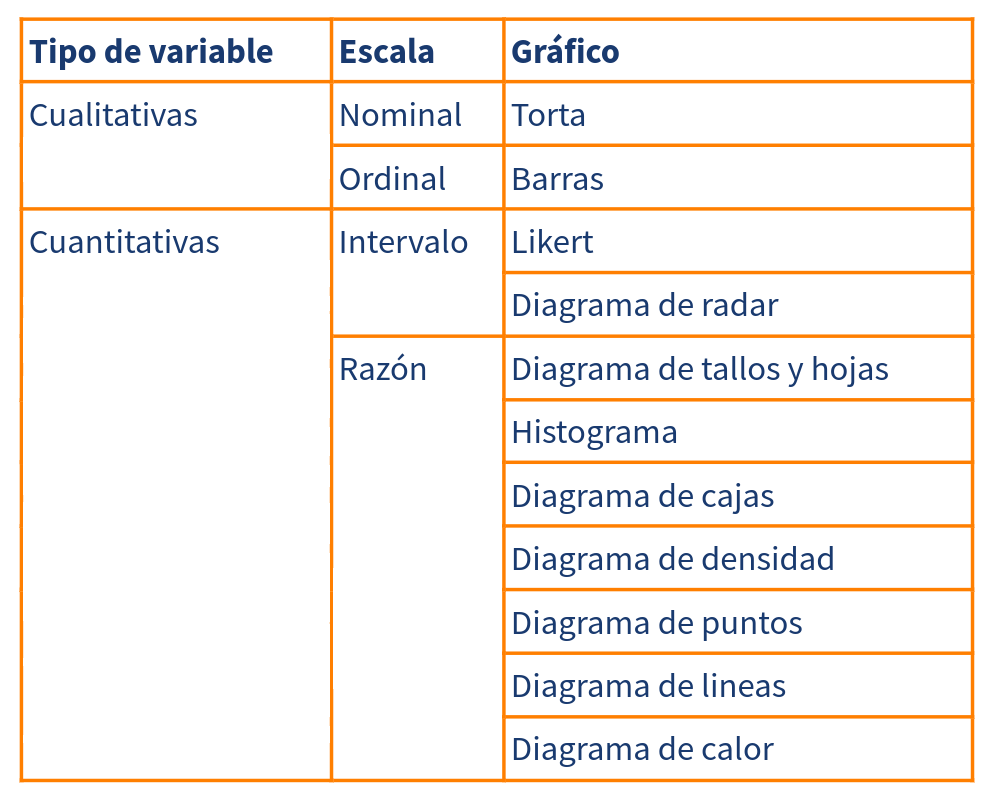 Tipo de variable Escala Gráfico
Cualitativas Nominal Torta
Ordinal Barras
Cuantitativas Intervalo Likert
Diagrama de radar
Razón Diagrama de tallos y hojas
Histograma
Diagrama de cajas
Diagrama de densidad
Diagrama de puntos
Diagrama de lineas
Diagrama de calor